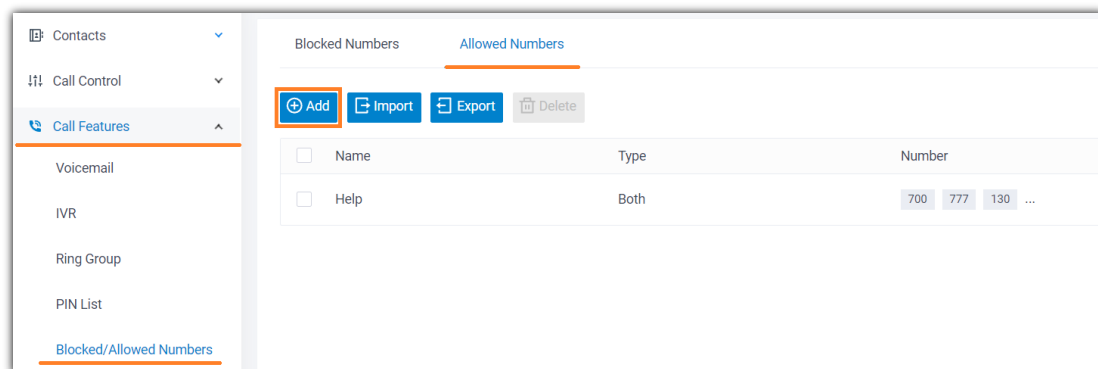 Contacts
Call Control
Call Features
Voicemail
IVR
Ring Group
PIN List
Blocked/Allowed Numbers
Blocked Numbers Allowed Numbers
Add Import Export Delete
Name Type Number
Help Both 700 777 130 ...